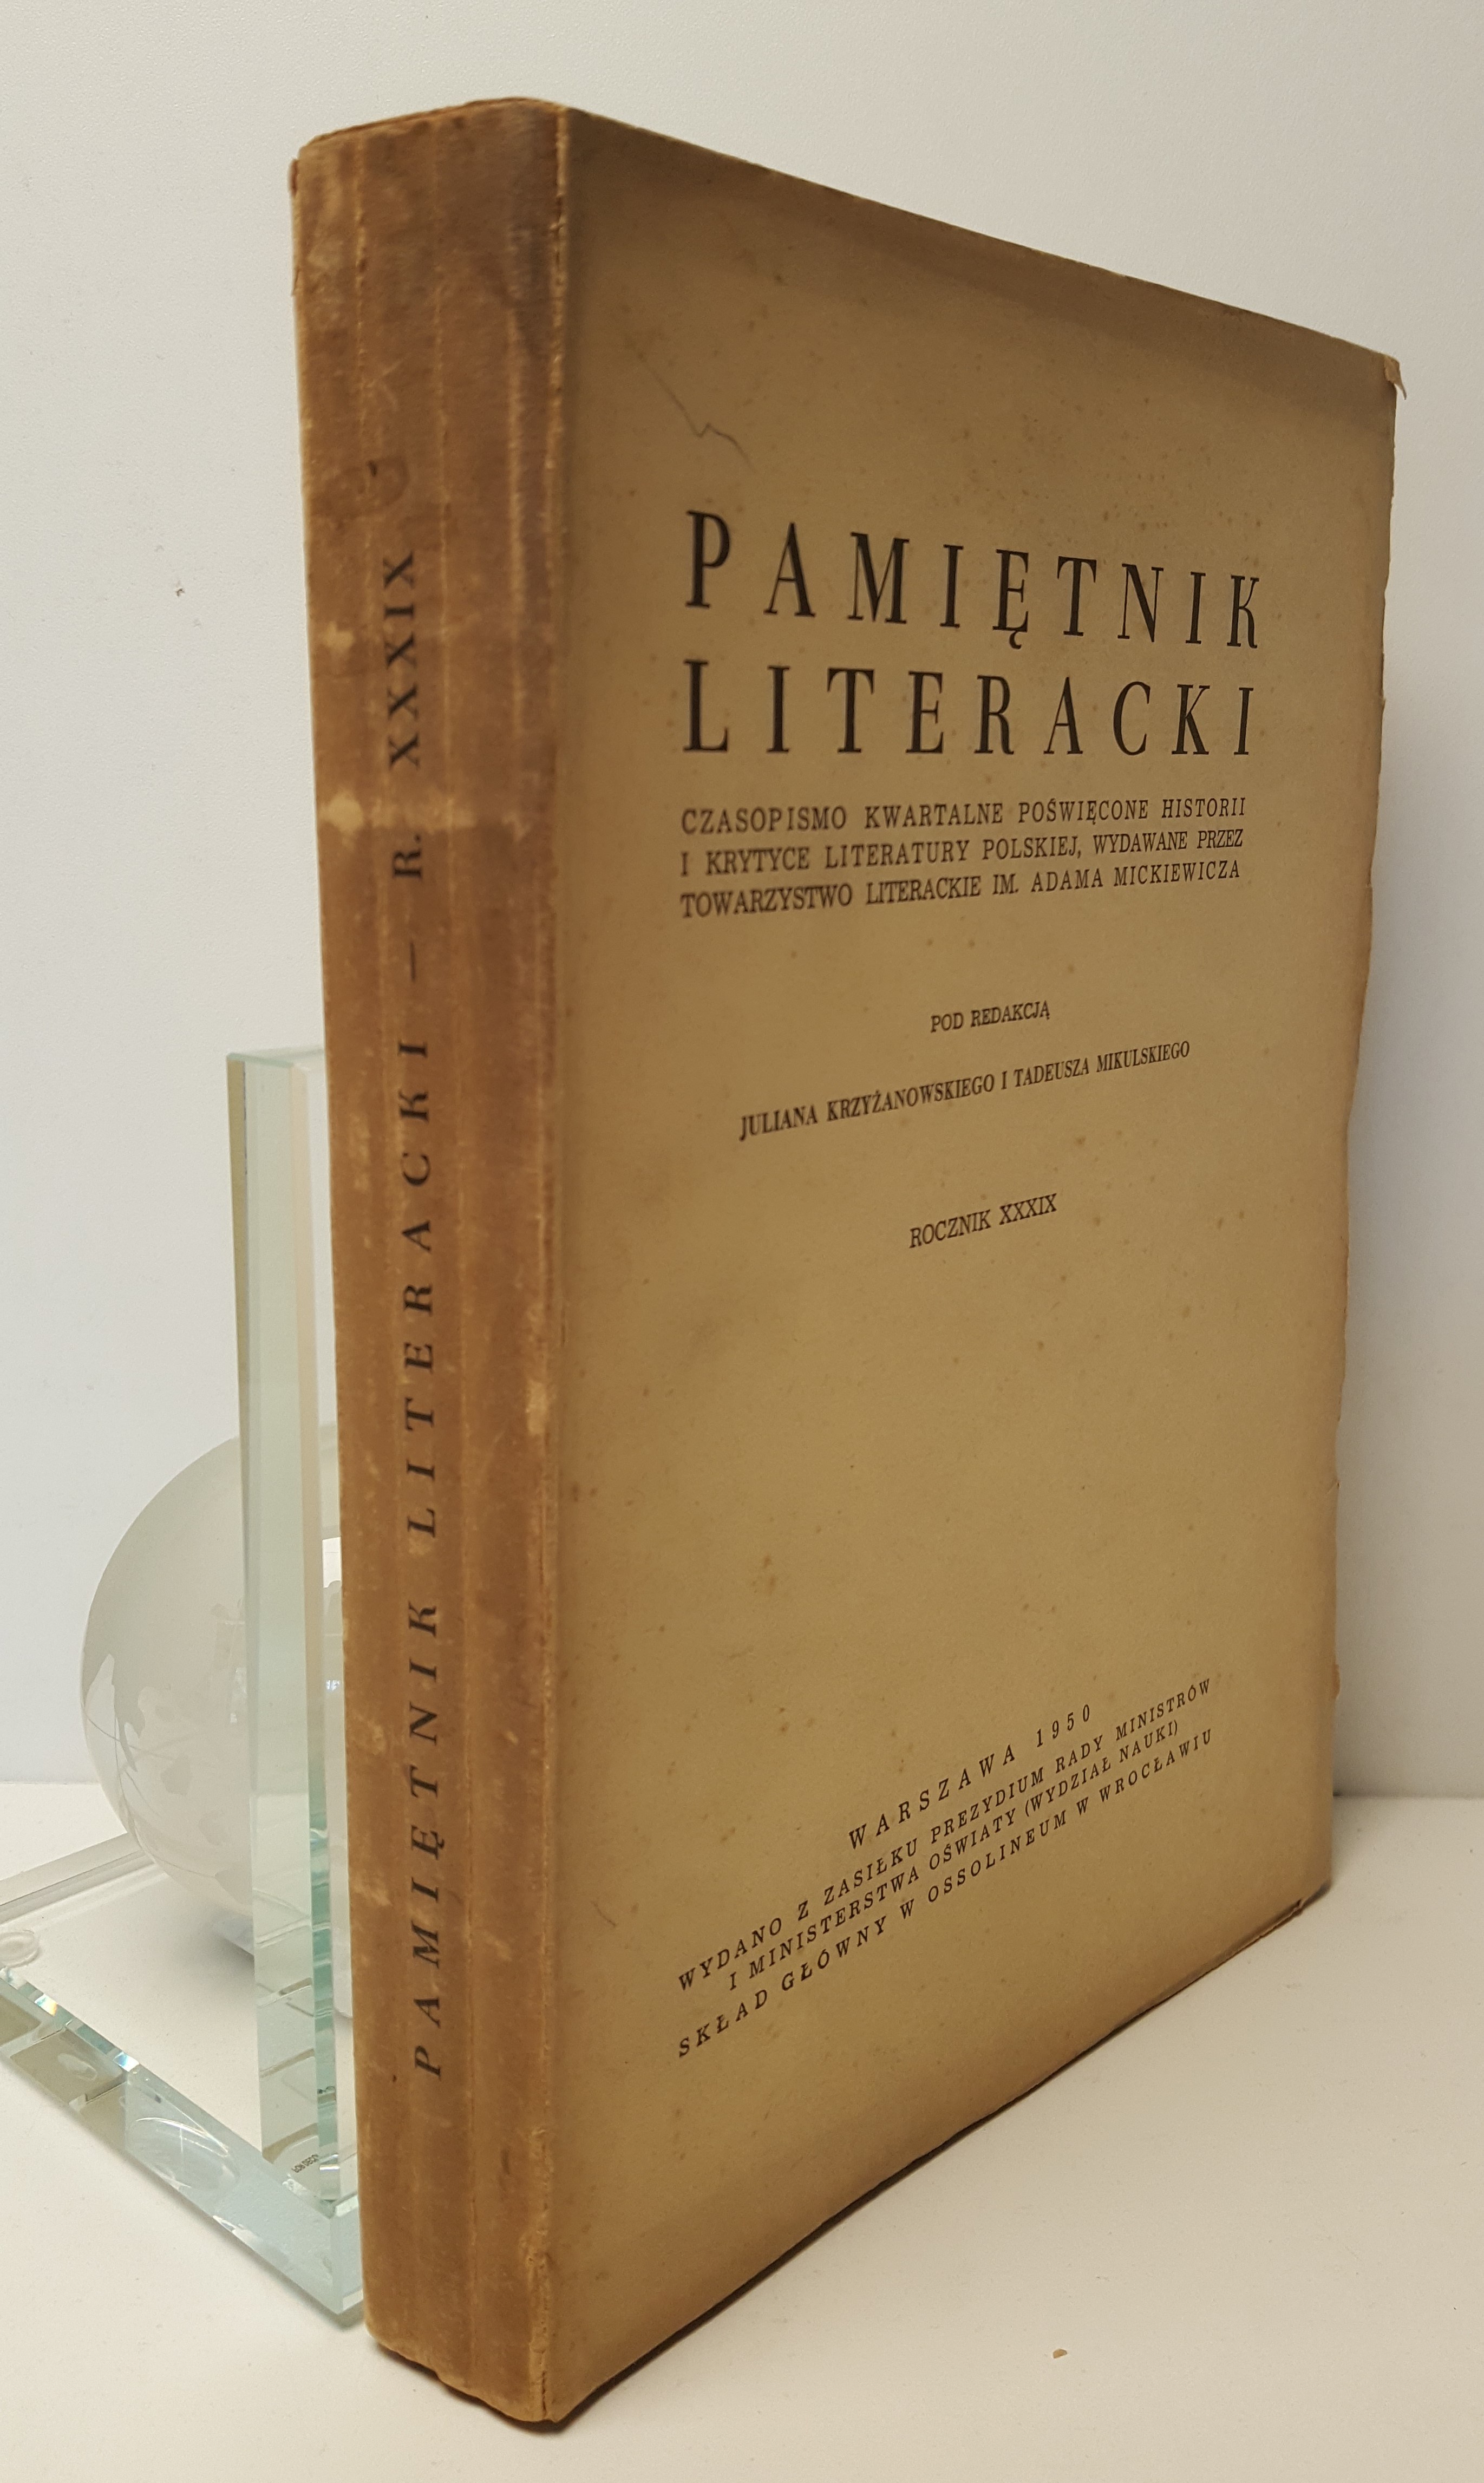 PAMIĘTNIK LITERACKI — R. XXXIX
PAMIĘTNIK
LITERACKI
CZASOPISMO KWARTALNE POŚWIĘCONE HISTORII
I KRYTYCE LITERATURY POLSKIEJ, WYDAWANE PRZEZ
TOWARZYSTWO LITERACKIE IM. ADAMA MICKIEWICZA
POD REDAKCJĄ
JULIANA KRZYŻANOWSKIEGO I TADEUSZA MIKULSKIEGO
ROCZNIK XXXIX
WARSZAWA 1950
WYDANO Z ZASIŁKU PREZYDIUM RADY MINISTRÓW
I MINISTERSTWA OŚWIATY (WYDZIAŁ NAUKI)
SKŁAD GŁÓWNY W OSSOLINEUM W WROCŁAWIU